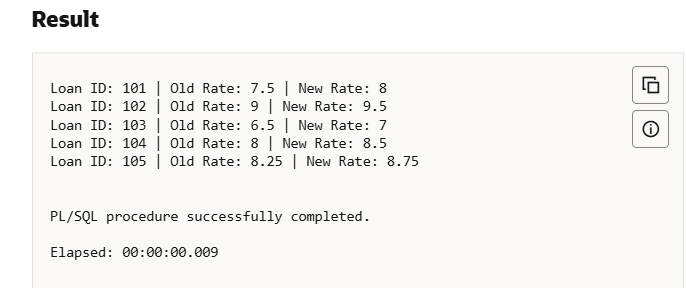 Result
Loan ID: 101 | Old Rate: 7.5 | New Rate: 8
Loan ID: 102 | Old Rate: 9 | New Rate: 9.5
Loan ID: 103 | Old Rate: 6.5 | New Rate: 7
Loan ID: 104 | Old Rate: 8 | New Rate: 8.5
Loan ID: 105 | Old Rate: 8.25 | New Rate: 8.75
PL/SQL procedure successfully completed.
Elapsed: 00:00:00.009